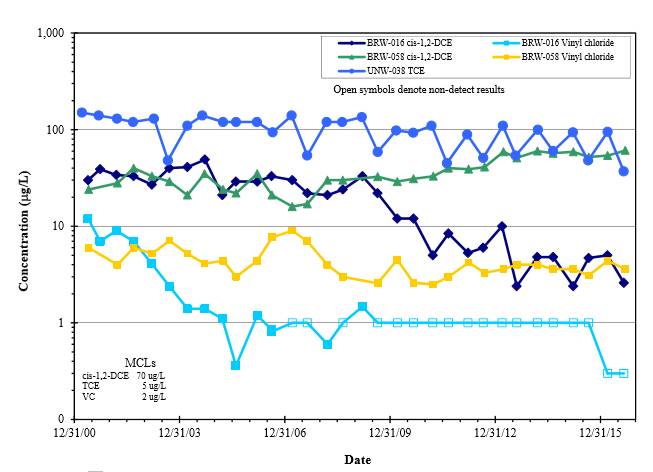 1,000
BRW-016 cis-1,2-DCE
BRW-016 Vinyl chloride
BRW-058 cis-1,2-DCE
BRW-058 Vinyl chloride
UNW-038 TCE
Open symbols denote non-detect results
100
10
1
0
Concentration (µg/L)
MCLs
cis-1,2-DCE 70 ug/L
TCE 5 ug/L
VC 2 ug/L
12/31/00 12/31/03 12/31/06 12/31/09 12/31/12 12/31/15
Date